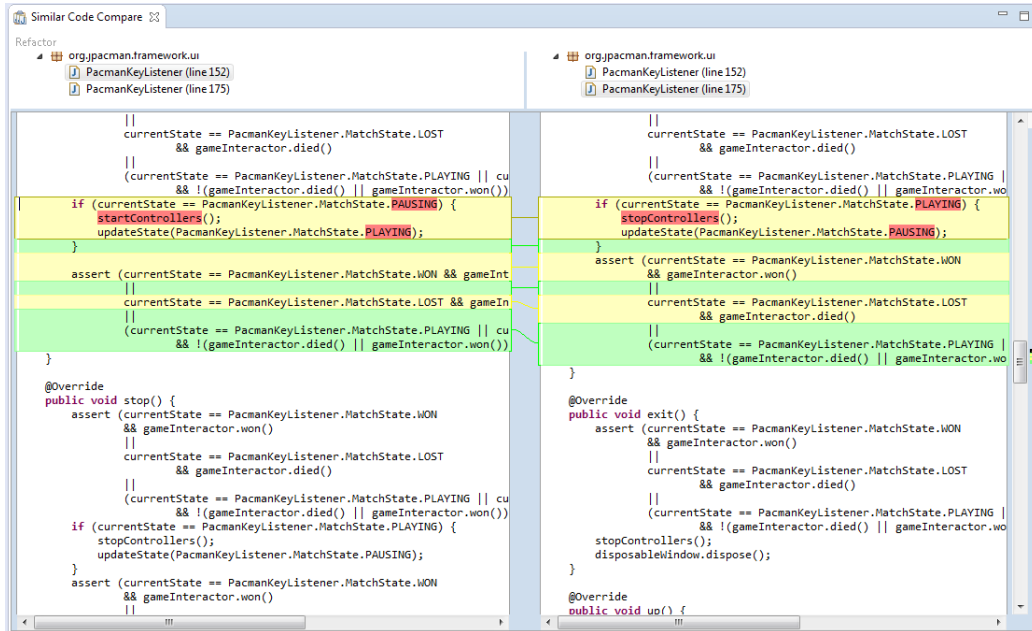 Similar Code Compare
Refactor
org.jpacman.framework.ui
PacmanKeyListener (line 152)
PacmanKeyListener (line 175)
||
currentState == PacmanKeyListener.MatchState.LOST
&& gameInteractor.died()
||
(currentState == PacmanKeyListener.MatchState.PLAYING || cu
&& !(gameInteractor.died() || gameInteractor.won())
if (currentState == PacmanKeyListener.MatchState.PAUSING) {
startControllers();
updateState(PacmanKeyListener.MatchState.PLAYING);
}
assert (currentState == PacmanKeyListener.MatchState.WON && gameInt
||
currentState == PacmanKeyListener.MatchState.LOST && gameIn
||
(currentState == PacmanKeyListener.MatchState.PLAYING || cu
&& !(gameInteractor.died() || gameInteractor.won())
}
@Override
public void stop() {
assert (currentState == PacmanKeyListener.MatchState.WON
&& gameInteractor.won()
||
currentState == PacmanKeyListener.MatchState.LOST
&& gameInteractor.died()
||
(currentState == PacmanKeyListener.MatchState.PLAYING || cu
&& !(gameInteractor.died() || gameInteractor.won())
if (currentState == PacmanKeyListener.MatchState.PLAYING) {
stopControllers();
updateState(PacmanKeyListener.MatchState.PAUSING);
}
assert (currentState == PacmanKeyListener.MatchState.WON
&& gameInteractor.won()
||
org.jpacman.framework.ui
PacmanKeyListener (line 152)
PacmanKeyListener (line 175)
||
currentState == PacmanKeyListener.MatchState.LOST
&& gameInteractor.died()
||
(currentState == PacmanKeyListener.MatchState.PLAYING |
&& !(gameInteractor.died() || gameInteractor.wo
if (currentState == PacmanKeyListener.MatchState.PLAYING) {
stopControllers();
updateState(PacmanKeyListener.MatchState.PAUSING);
}
assert (currentState == PacmanKeyListener.MatchState.WON
&& gameInteractor.won()
||
currentState == PacmanKeyListener.MatchState.LOST
&& gameInteractor.died()
||
(currentState == PacmanKeyListener.MatchState.PLAYING |
&& !(gameInteractor.died() || gameInteractor.wo
}
@Override
public void exit() {
assert (currentState == PacmanKeyListener.MatchState.WON
&& gameInteractor.won()
||
currentState == PacmanKeyListener.MatchState.LOST
&& gameInteractor.died()
||
(currentState == PacmanKeyListener.MatchState.PLAYING |
&& !(gameInteractor.died() || gameInteractor.wo
stopControllers();
disposableWindow.dispose();
}
@Override
public void up() {